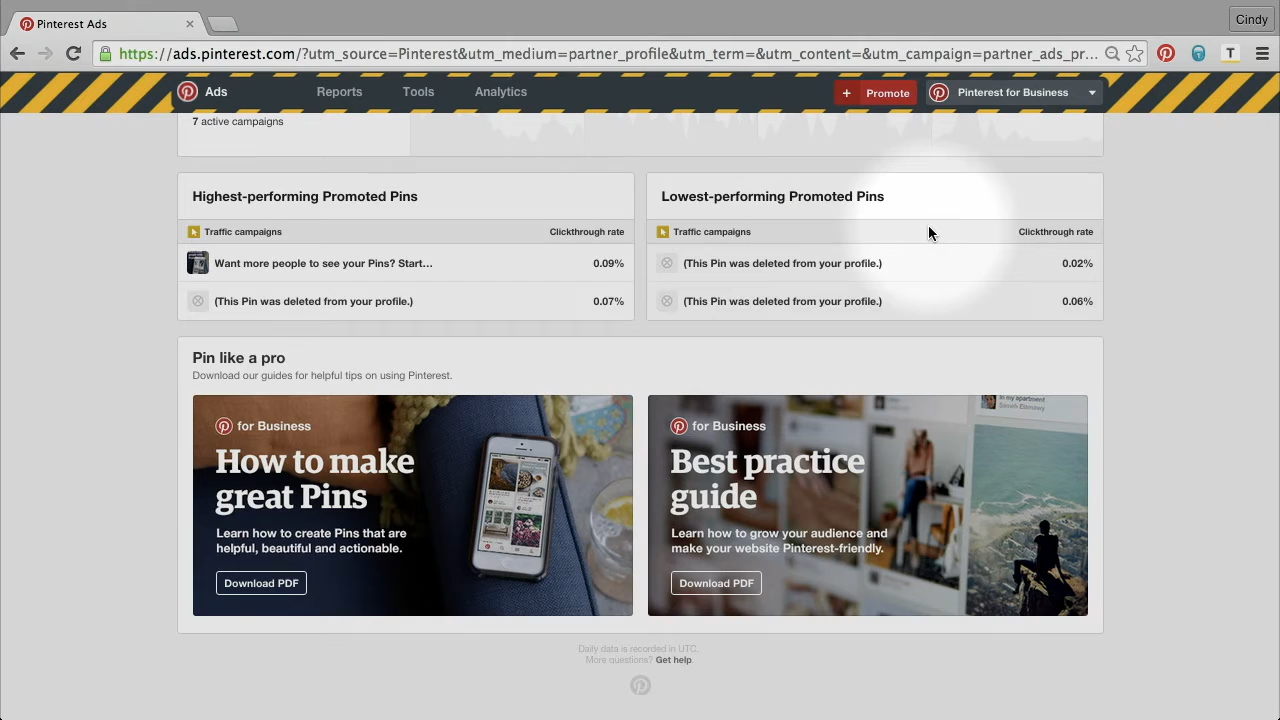 Pinterest Ads
Cindy
https://ads.pinterest.com/?utm_source=Pinterest&utm_medium=partner_profile&utm_term=&utm_content=&utm_campaign=partner_ads_pr...
T
Ads
Reports
Tools
Analytics
+ Promote
Pinterest for Business
7 active campaigns
Highest-performing Promoted Pins
Traffic campaigns
Clickthrough rate
Want more people to see your Pins? Start...
0.09%
(This Pin was deleted from your profile.)
0.07%
Lowest-performing Promoted Pins
Traffic campaigns
Clickthrough rate
(This Pin was deleted from your profile.)
0.02%
(This Pin was deleted from your profile.)
0.06%
Pin like a pro
Download our guides for helpful tips on using Pinterest.
for Business
How to make
great Pins
Learn how to create Pins that are
helpful, beautiful and actionable.
Download PDF
for Business
Best practice
guide
Learn how to grow your audience and
make your website Pinterest-friendly.
Download PDF
In my apartment
Daily data is recorded in UTC.
More questions? Get help.